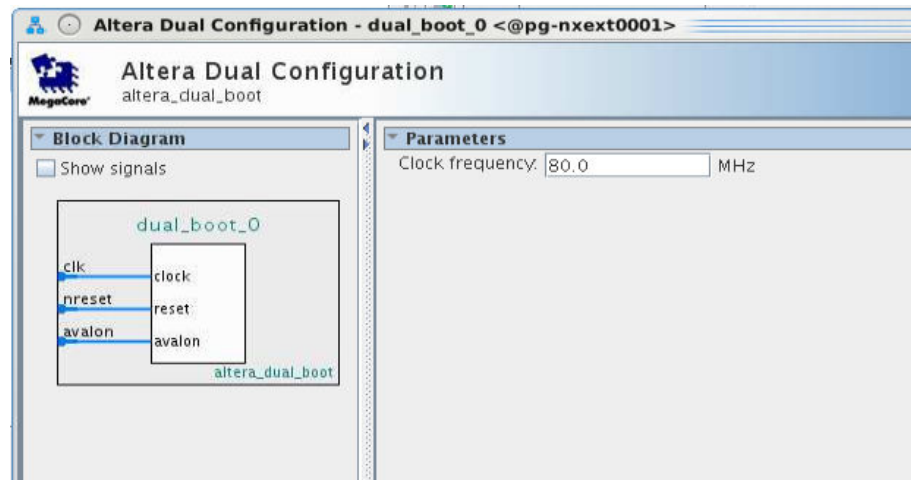 Altera Dual Configuration - dual_boot_0 <@pg-nxext0001>
MegaCore®
Altera Dual Configuration
altera_dual_boot
Block Diagram
Show signals
dual_boot_0
clk
clock
nreset
reset
avalon
avalon
altera_dual_boot
Parameters
Clock frequency: 80.0 MHz